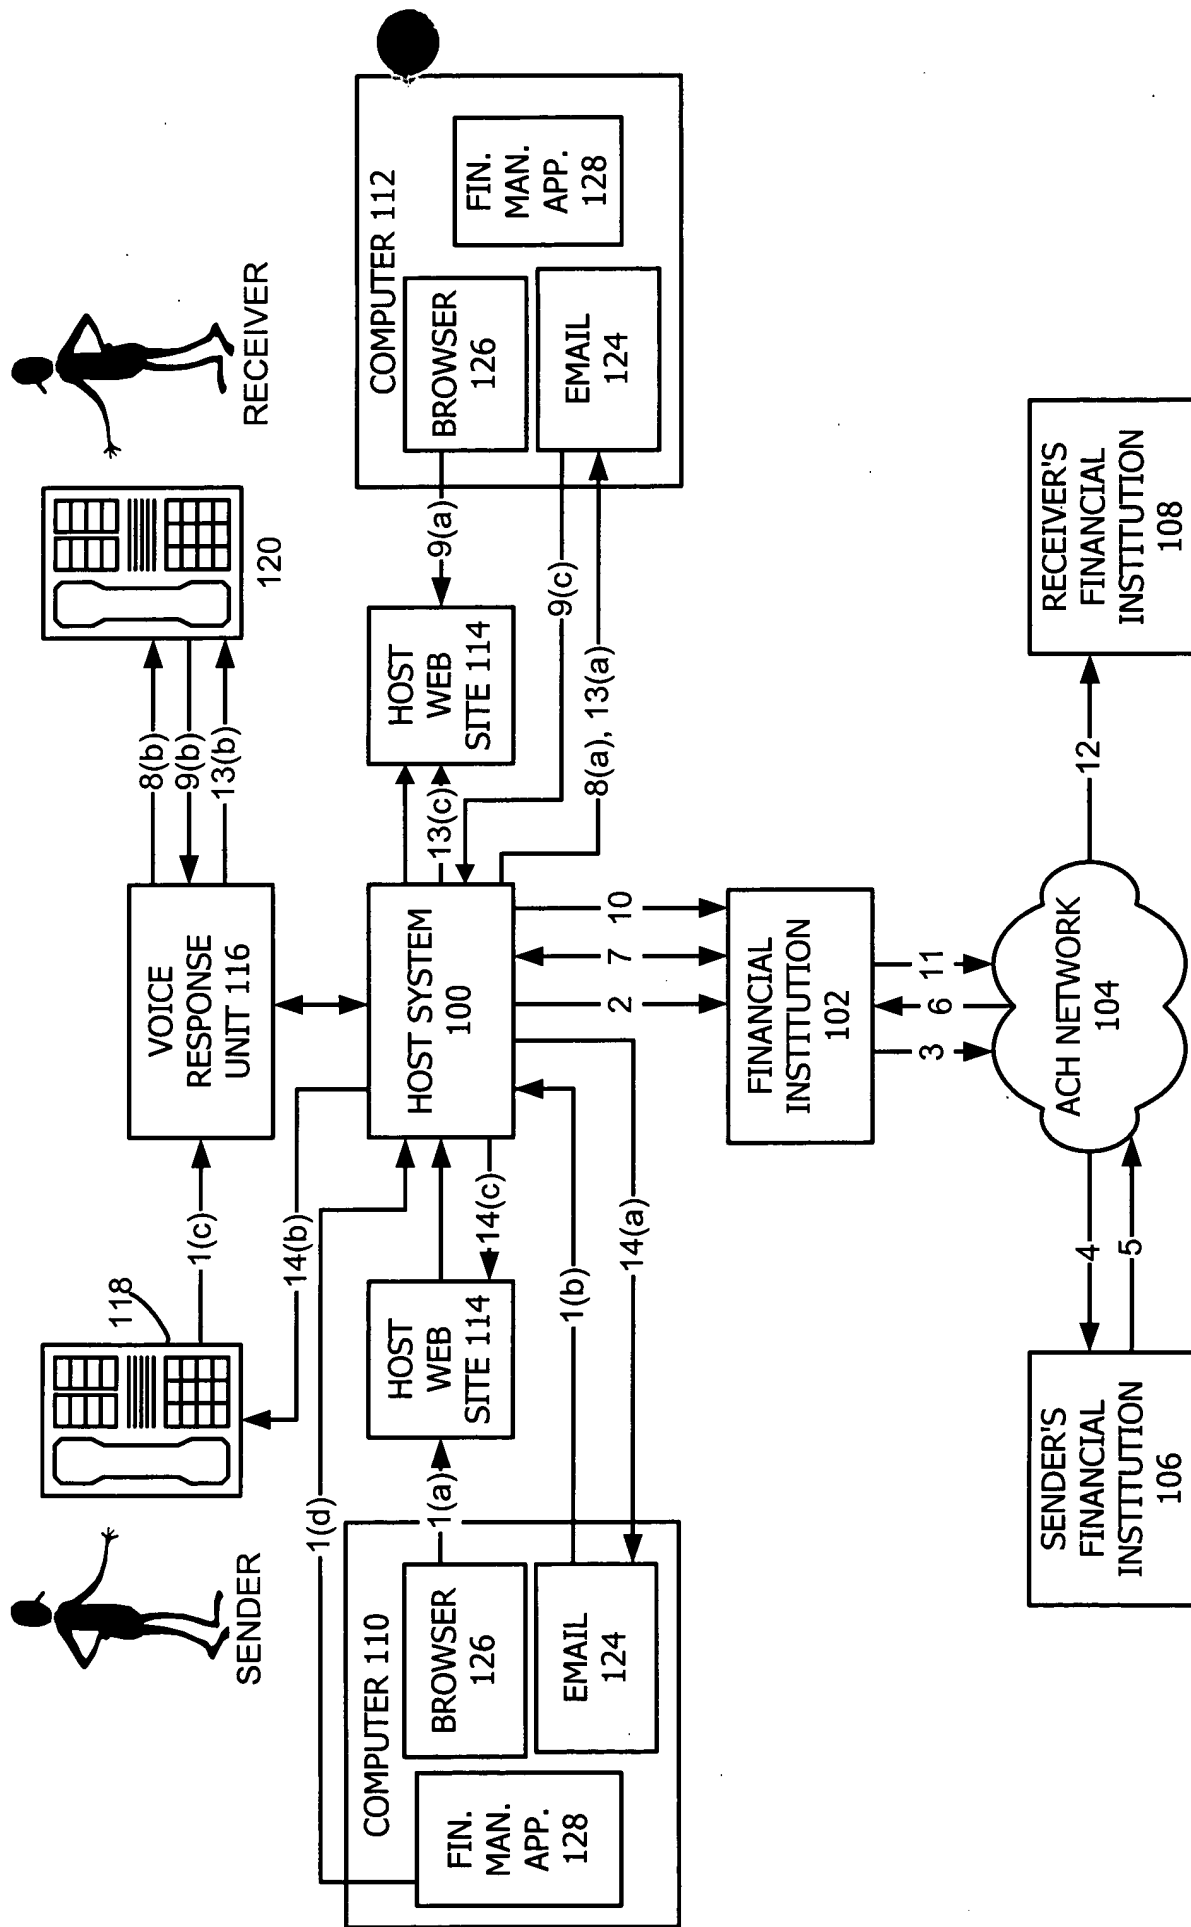 SENDER
118
1(c)
VOICE
RESPONSE
UNIT 116
8(b)
9(b)
13(b)
120
RECEIVER
14(b)
1(d)
COMPUTER 110
FIN.
MAN.
APP.
128
BROWSER
126
EMAIL
124
1(a)
HOST
WEB
SITE 114
14(c)
1(b)
14(a)
HOST SYSTEM
100
13(c)
HOST
WEB
SITE 114
9(a)
9(c)
8(a), 13(a)
COMPUTER 112
BROWSER
126
EMAIL
124
FIN.
MAN.
APP.
128
2
7
10
FINANCIAL
INSTITUTION
102
3
6
11
ACH NETWORK
104
4
5
12
SENDER'S
FINANCIAL
INSTITUTION
106
RECEIVER'S
FINANCIAL
INSTITUTION
108